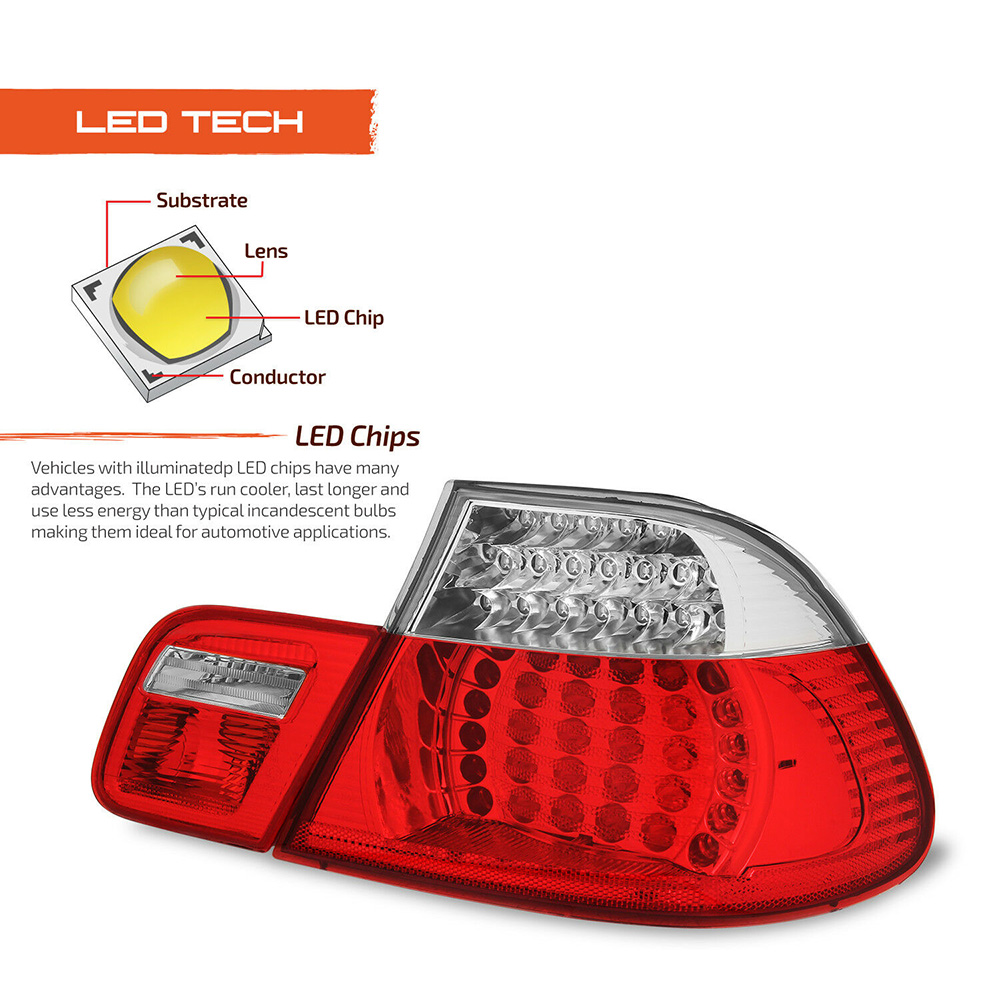 LED TECH
Substrate
Lens
LED Chip
Conductor
LED Chips
Vehicles with illuminatedp LED chips have many
advantages.  The LED's run cooler, last longer and
use less energy than typical incandescent bulbs
making them ideal for automotive applications.